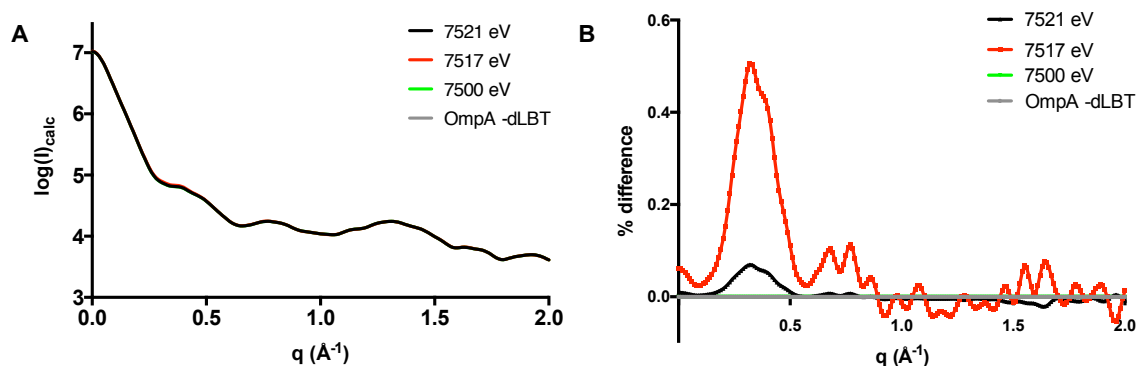 A
7521 eV
7517 eV
7500 eV
OmpA -dLBT
7
6
5
4
3
0.0 0.5 1.0 1.5 2.0
log(I)calc
q (Å-1)
B
7521 eV
7517 eV
7500 eV
OmpA -dLBT
0.6
0.4
0.2
0.0
0.5 1.0 1.5 2.0
% difference
q (Å-1)